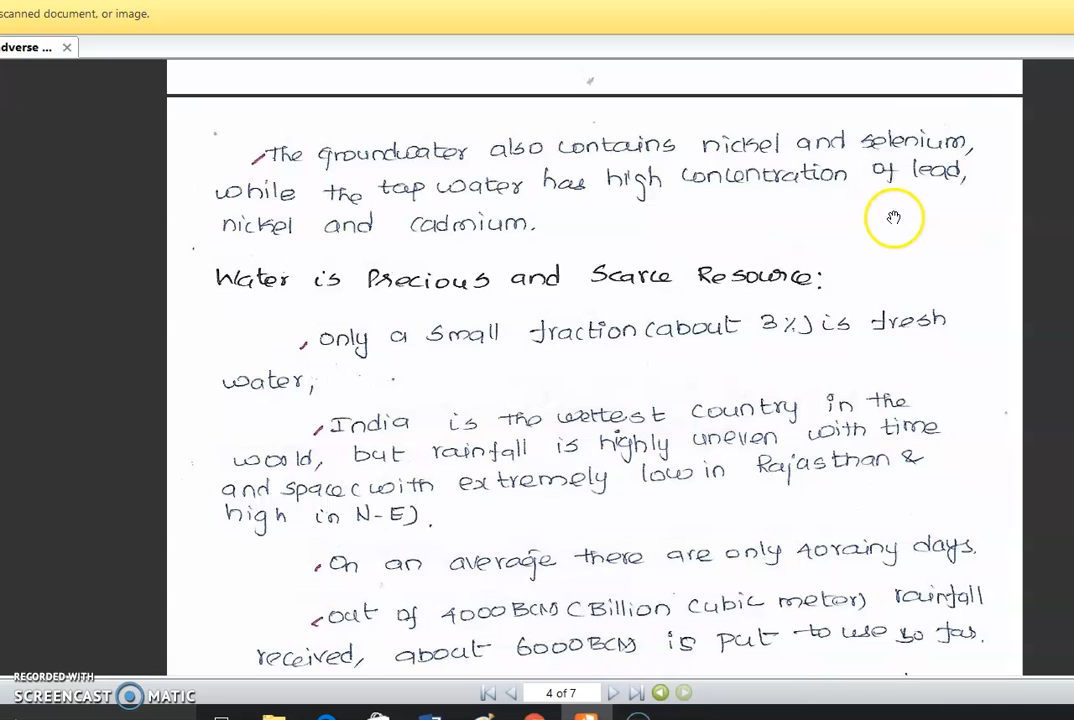 scanned document, or image.
dverse ...
The groundwater also contains nickel and selenium,
while the tap water has high concentration of lead,
nickel and cadmium.
Water is Precious and Scarce Resource:
only a small fraction (about 3%) is fresh
water,
India is the wettest country in the
world, but rainfall is highly uneven with time
and space (with extremely low in Rajasthan &
high in N-E).
On an average there are only 40 rainy days.
out of 4000 BCM (Billion cubic meter) rainfall
received, about 6000 BCM is put to use so far.
RECORDED WITH
SCREENCAST MATIC
4 of 7